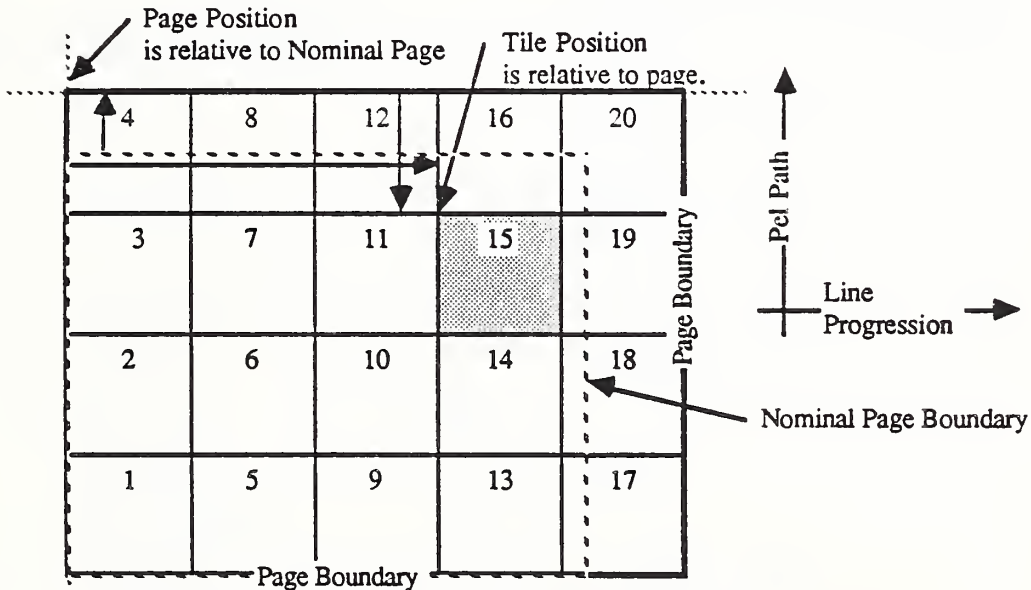 Page Position
is relative to Nominal Page
Tile Position
is relative to page.
4 8 12 16 20
3 7 11 15 19
2 6 10 14 18
1 5 9 13 17
Page Boundary
Page Boundary
Pel Path
Line
Progression
Nominal Page Boundary